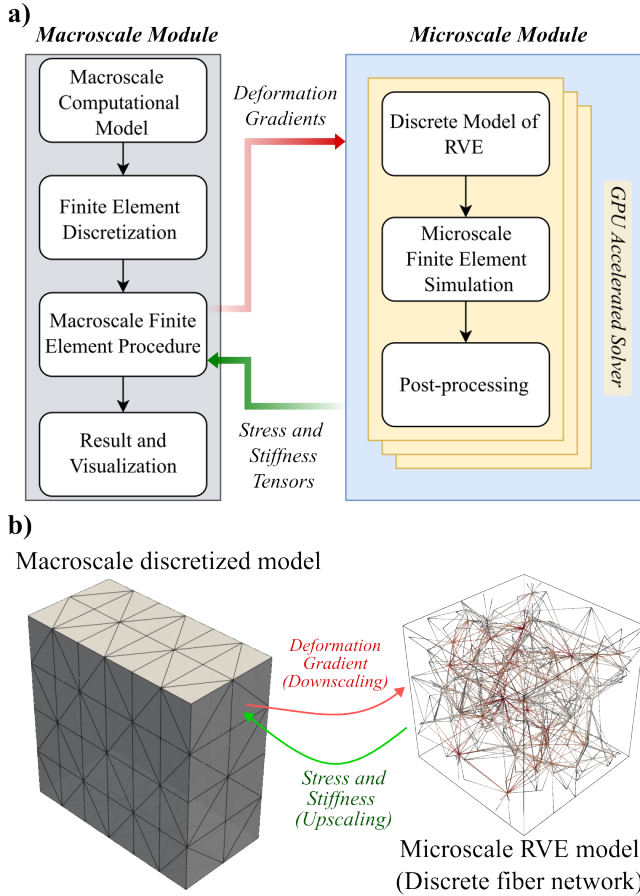 a)
Macroscale Module
Microscale Module
Macroscale
Computational
Model
Finite Element
Discretization
Macroscale Finite
Element Procedure
Result and
Visualization
Deformation
Gradients
Stress and
Stiffness
Tensors
Discrete Model of
RVE
Microscale
Finite Element
Simulation
Post-processing
GPU Accelerated Solver
b)
Macroscale discretized model
Deformation
Gradient
(Downscaling)
Stress and
Stiffness
(Upscaling)
Microscale RVE model
(Discrete fiber network)